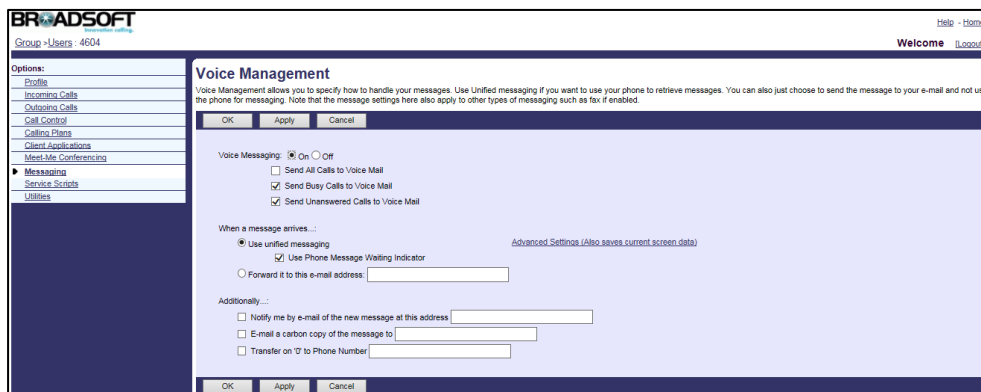 BROADSOFT
Innovation calling.
Help - Home
Group >Users : 4604
Welcome [Logout
Options:
Profile
Incoming Calls
Outgoing Calls
Call Control
Calling Plans
Client Applications
Meet-Me Conferencing
Messaging
Service Scripts
Utilities
Voice Management
Voice Management allows you to specify how to handle your messages. Use Unified messaging if you want to use your phone to retrieve messages. You can also just choose to send the message to your e-mail and not us
the phone for messaging. Note that the message settings here also apply to other types of messaging such as fax if enabled.
OK Apply Cancel
Voice Messaging: On Off
Send All Calls to Voice Mail
Send Busy Calls to Voice Mail
Send Unanswered Calls to Voice Mail
When a message arrives...:
Use unified messaging Advanced Settings (Also saves current screen data)
Use Phone Message Waiting Indicator
Forward it to this e-mail address:
Additionally...:
Notify me by e-mail of the new message at this address
E-mail a carbon copy of the message to
Transfer on '0' to Phone Number
OK Apply Cancel